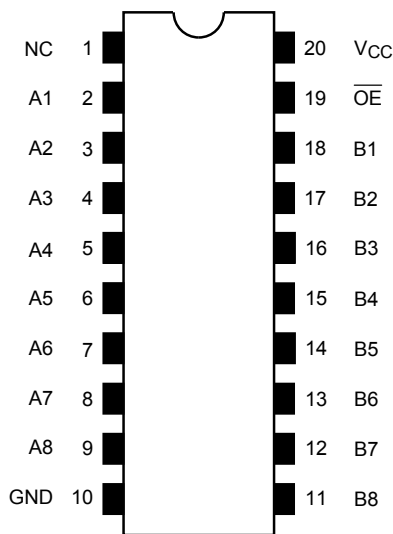 NC 1 20 VCC
A1 2 19 OE
A2 3 18 B1
A3 4 17 B2
A4 5 16 B3
A5 6 15 B4
A6 7 14 B5
A7 8 13 B6
A8 9 12 B7
GND 10 11 B8